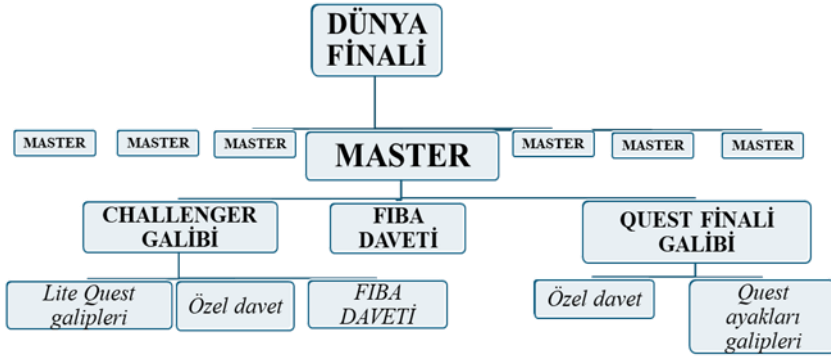 DÜNYA
FİNALİ
MASTER
MASTER
MASTER
MASTER
MASTER
MASTER
MASTER
CHALLENGER
GALİBİ
FIBA
DAVETİ
QUEST FİNALİ
GALİBİ
Lite Quest
galipleri
Özel davet
FIBA
DAVETİ
Özel davet
Quest
ayakları
galipleri